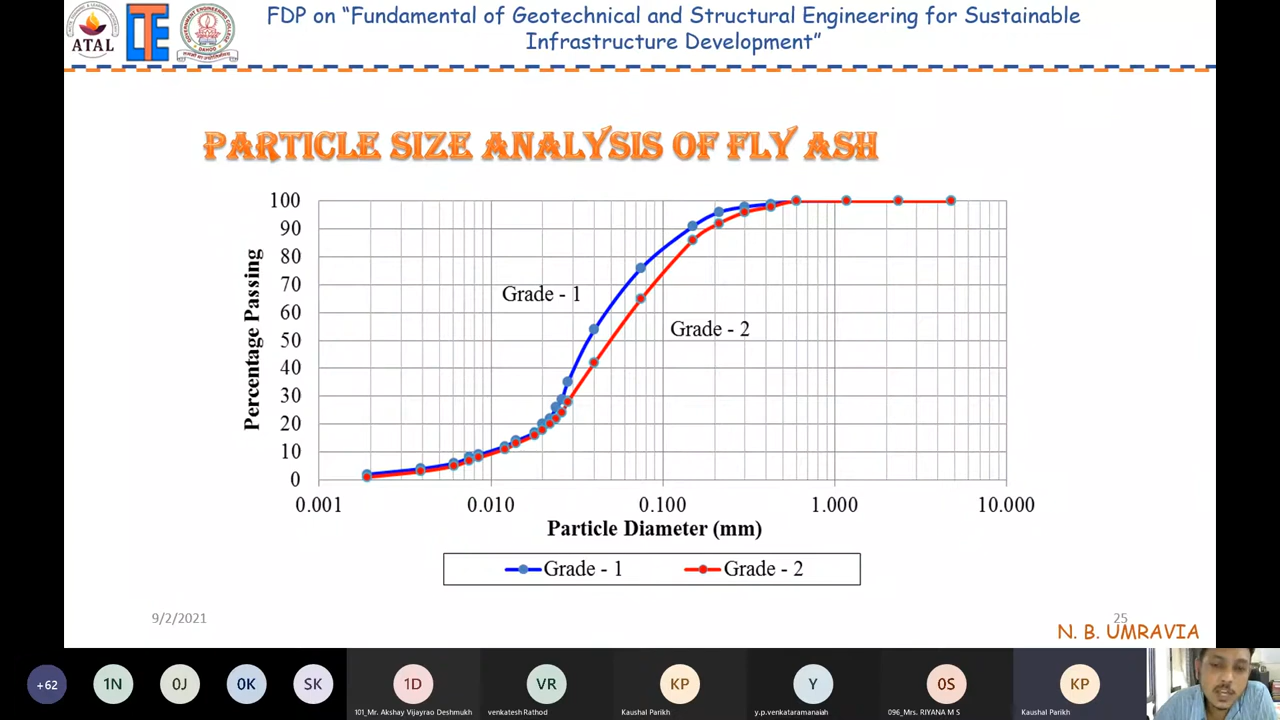 FDP on “Fundamental of Geotechnical and Structural Engineering for Sustainable
Infrastructure Development”
ATAL
LTE
PARTICLE SIZE ANALYSIS OF FLY ASH
100
90
80
70
60
50
40
30
20
10
0
Percentage Passing
Grade - 1
Grade - 2
0.001 0.010 0.100 1.000 10.000
Particle Diameter (mm)
Grade - 1 Grade - 2
9/2/2021
25
N. B. UMRAVIA
+62 1N 0J 0K SK 1D VR KP Y 0S KP
101_Mr. Akshay Vijayrao Deshmukh venkatesh Rathod Kaushal Parikh y.p.venkataramanaiah 096_Mrs. RIYANA M S Kaushal Parikh